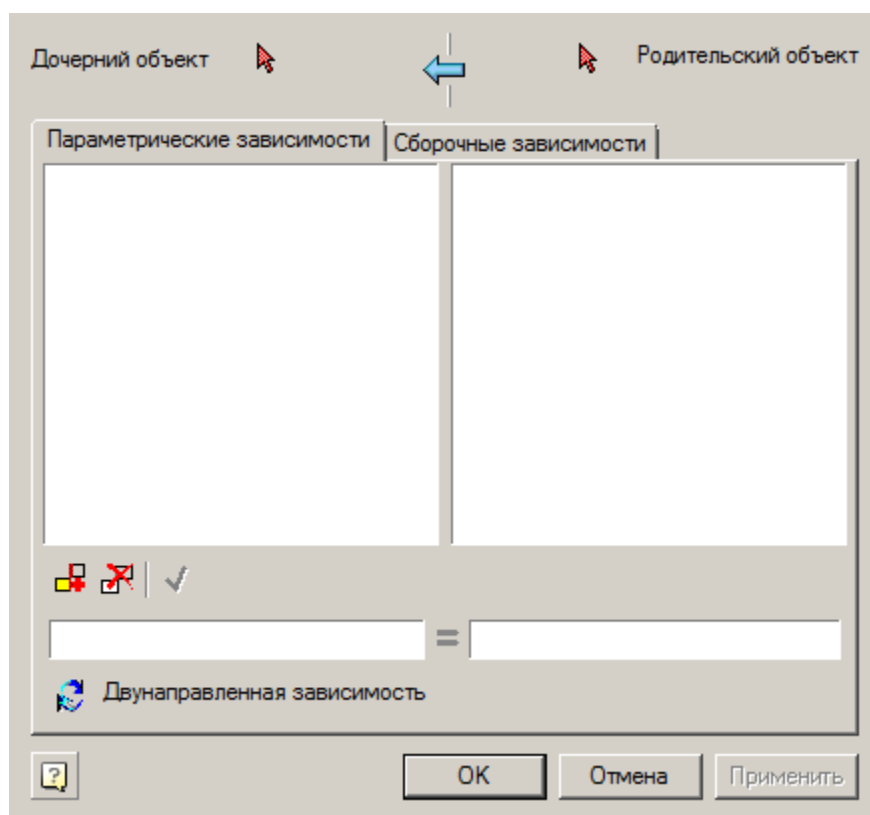 Дочерний объект
Родительский объект
Параметрические зависимости
Сборочные зависимости
=
Двунаправленная зависимость
?
OK
Отмена
Применить